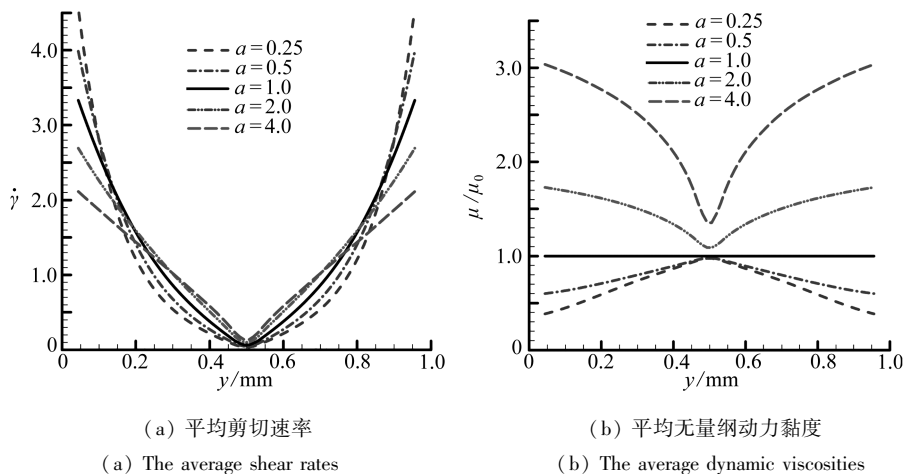 4.0
3.0
2.0
1.0
0
γ̇
a=0.25
a=0.5
a=1.0
a=2.0
a=4.0
0 0.2 0.4 0.6 0.8 1.0
y/mm
(a) 平均剪切速率
(a) The average shear rates
3.0
2.0
1.0
0
μ/μ₀
a=0.25
a=0.5
a=1.0
a=2.0
a=4.0
0 0.2 0.4 0.6 0.8 1.0
y/mm
(b) 平均无量纲动力黏度
(b) The average dynamic viscosities